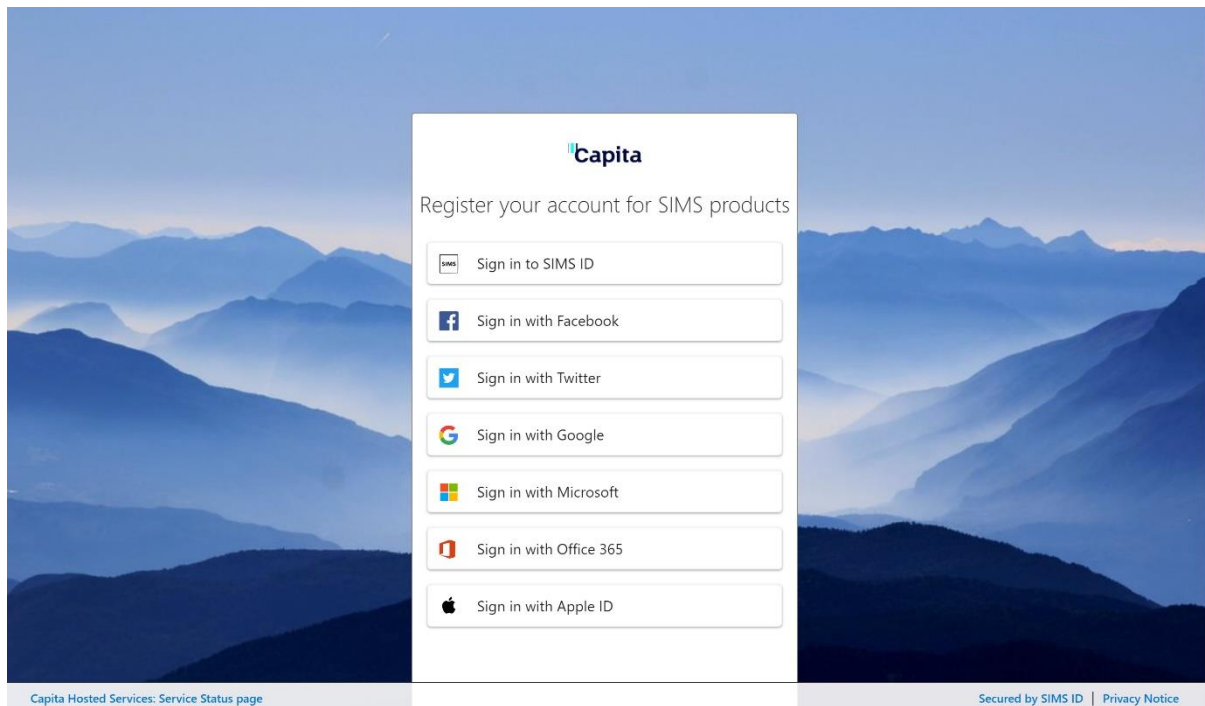 Capita
Register your account for SIMS products
SIMS Sign in to SIMS ID
Sign in with Facebook
Sign in with Twitter
Sign in with Google
Sign in with Microsoft
Sign in with Office 365
Sign in with Apple ID
Capita Hosted Services: Service Status page
Secured by SIMS ID | Privacy Notice